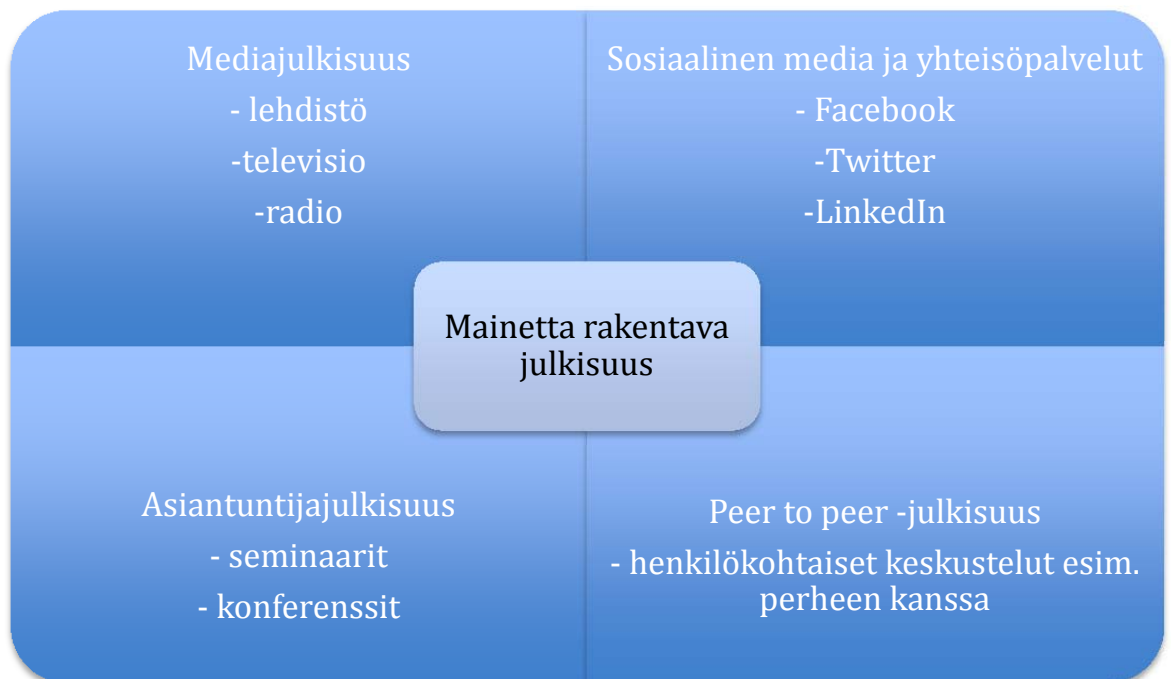 Mediajulkisuus
- lehdistö
-televisio
-radio
Sosiaalinen media ja yhteisöpalvelut
- Facebook
-Twitter
-LinkedIn
Mainetta rakentava
julkisuus
Asiantuntijajulkisuus
- seminaarit
- konferenssit
Peer to peer -julkisuus
- henkilökohtaiset keskustelut esim.
perheen kanssa